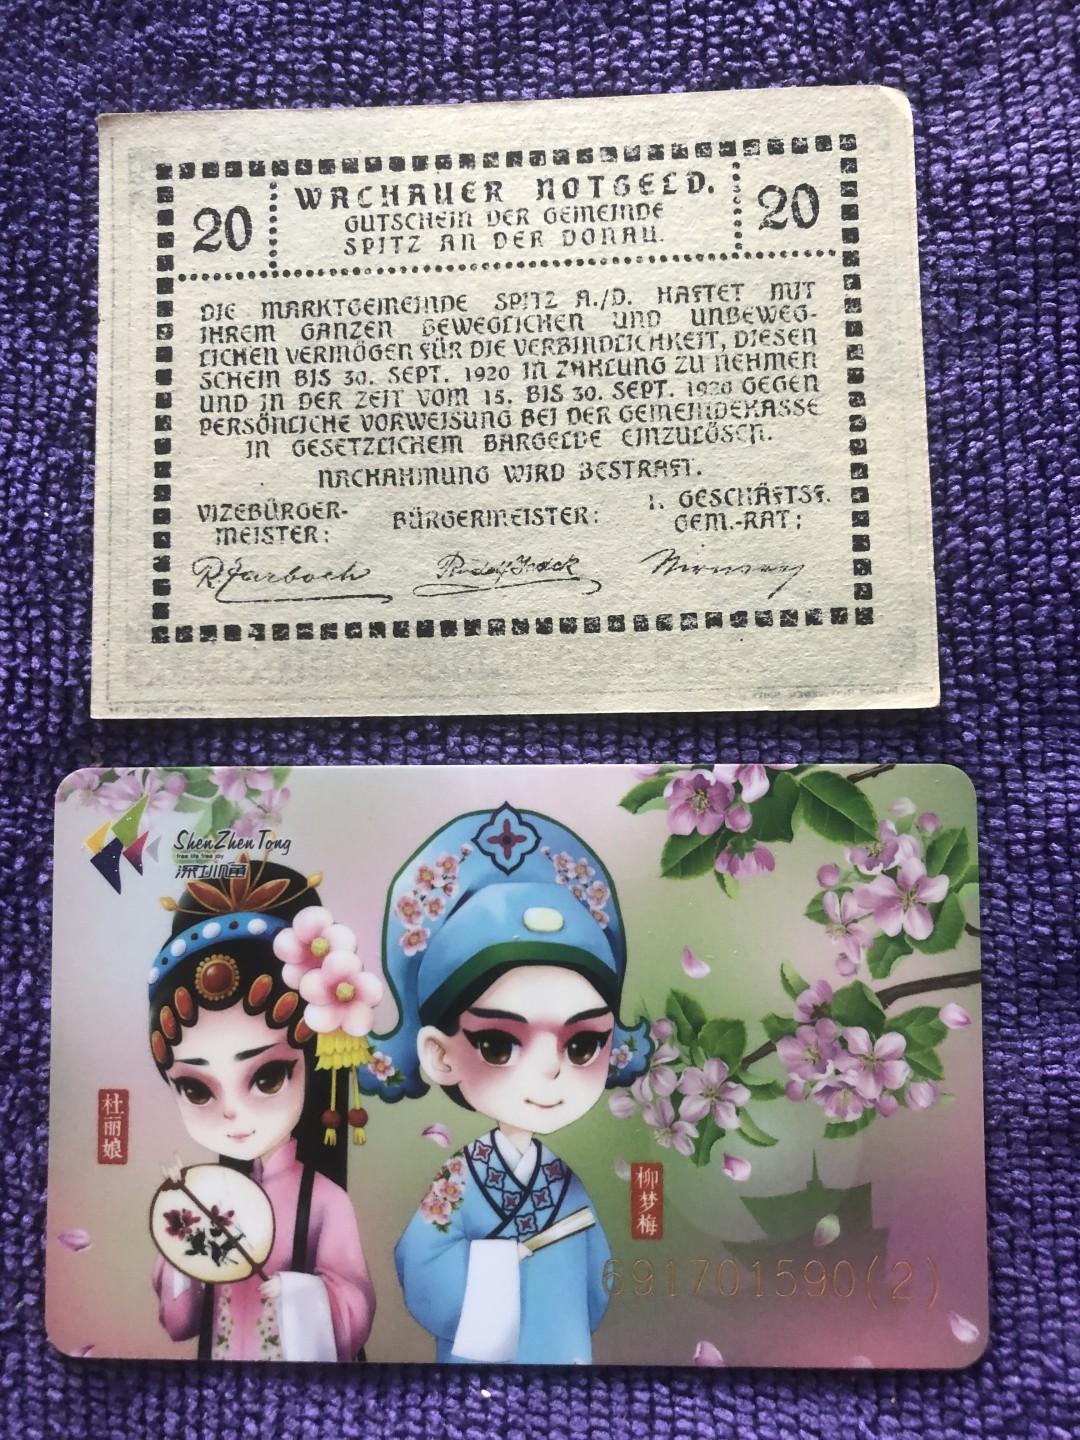 WACHAUER NOTGELD.
GUTSCHEIN DER GEMEINDE
SPITZ AN DER DONAU.
20
20
DIE MARKTGEMEINDE SPITZ A./D. HAFTET MIT
IHREM GANZEN BEWEGLICHEN UND UNBEWEG-
LICHEN VERMÖGEN FÜR DIE VERBINDLICHKEIT, DIESEN
SCHEIN BIS 30. SEPT. 1920 IN ZAHLUNG ZU NEHMEN
UND IN DER ZEIT VOM 15. BIS 30. SEPT. 1920 GEGEN
PERSÖNLICHE VORWEISUNG BEI DER GEMEINDEKASSE
IN GESETZLICHEM BARGELDE EINZULÖSEN.
NACHAHMUNG WIRD BESTRAFT.
VIZEBÜRGER-
MEISTER:
BÜRGERMEISTER:
1. GESCHÄFTSF.
GEM.-RAT:
ShenZhen Tong
free life free joy
深圳通
杜丽娘
柳梦梅
691701590(2)